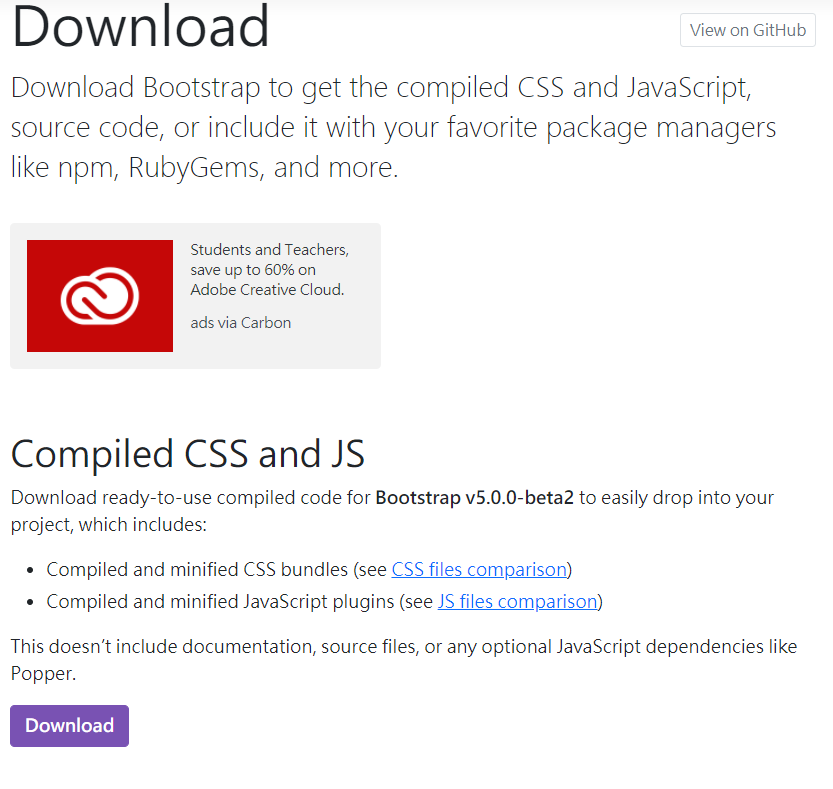 Download
View on GitHub
Download Bootstrap to get the compiled CSS and JavaScript,
source code, or include it with your favorite package managers
like npm, RubyGems, and more.
Students and Teachers,
save up to 60% on
Adobe Creative Cloud.
ads via Carbon
Compiled CSS and JS
Download ready-to-use compiled code for Bootstrap v5.0.0-beta2 to easily drop into your
project, which includes:
• Compiled and minified CSS bundles (see CSS files comparison)
• Compiled and minified JavaScript plugins (see JS files comparison)
This doesn’t include documentation, source files, or any optional JavaScript dependencies like
Popper.
Download